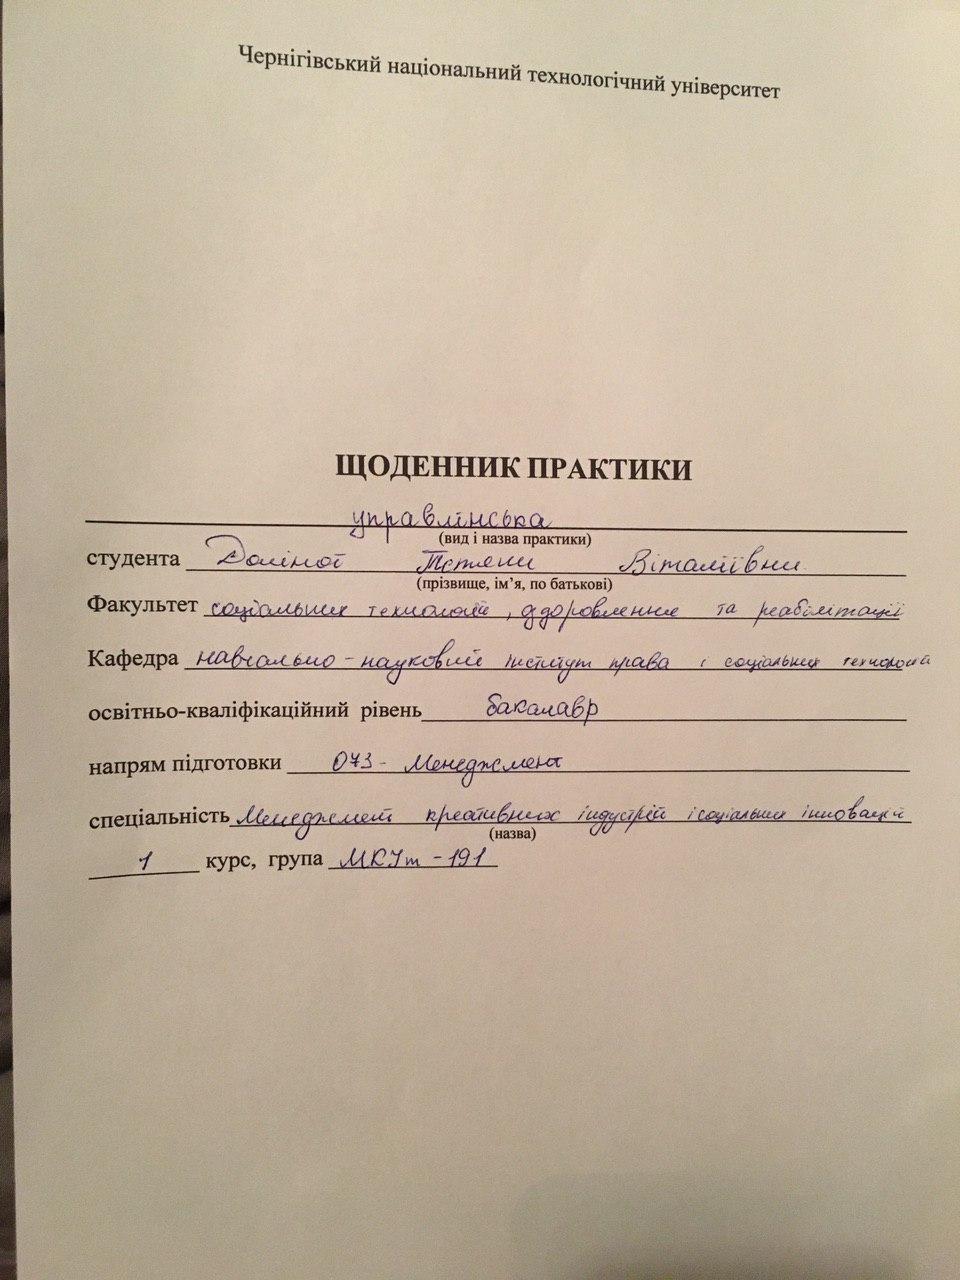 Чернігівський національний технологічний університет
ЩОДЕННИК ПРАКТИКИ
управлінська
(вид і назва практики)
студента Доліної Тетяни Віталіївни
(прізвище, ім’я, по батькові)
Факультет соціальних технологій, оздоровлення та реабілітації
Кафедра навчально-науковий інститут права і соціальних технологій
освітньо-кваліфікаційний рівень бакалавр
напрям підготовки 073 - Менеджмент
спеціальність Менеджмент креативних індустрій і соціальних інновацій
(назва)
1 курс, група МКІт - 191